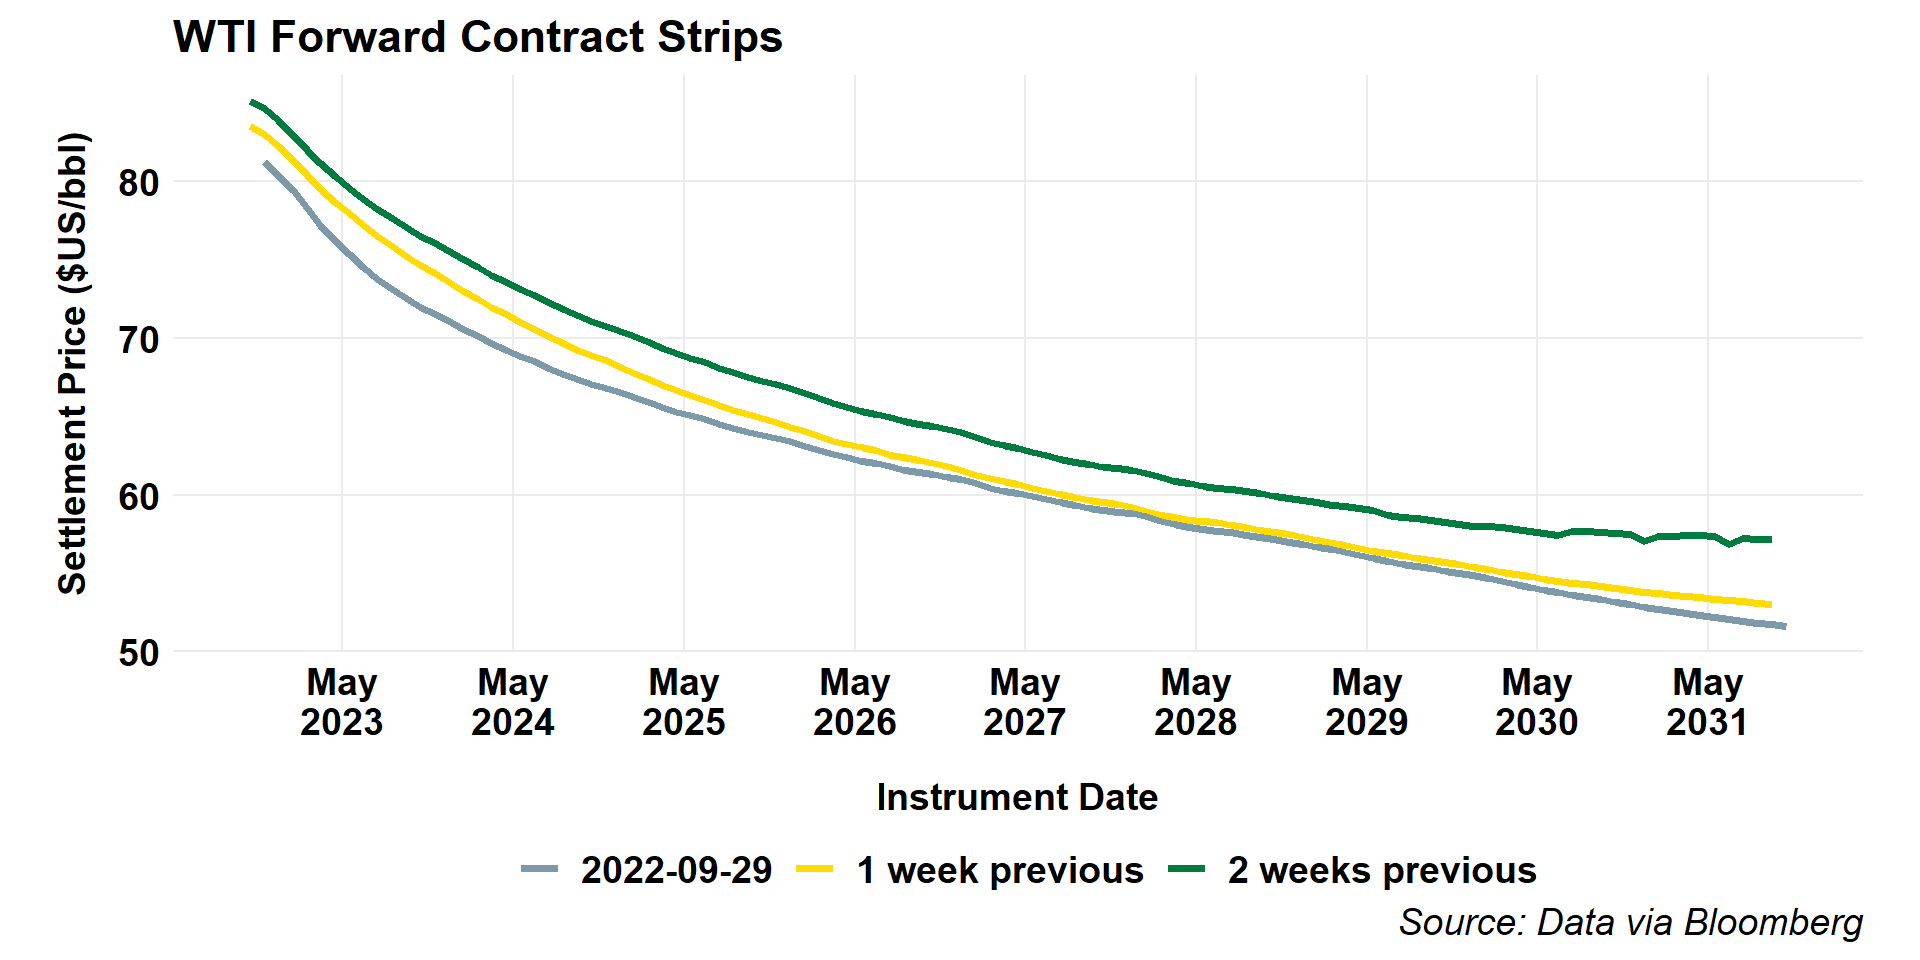 WTI Forward Contract Strips
Settlement Price ($US/bbl)
80
70
60
50
May 2023
May 2024
May 2025
May 2026
May 2027
May 2028
May 2029
May 2030
May 2031
Instrument Date
2022-09-29 1 week previous 2 weeks previous
Source: Data via Bloomberg